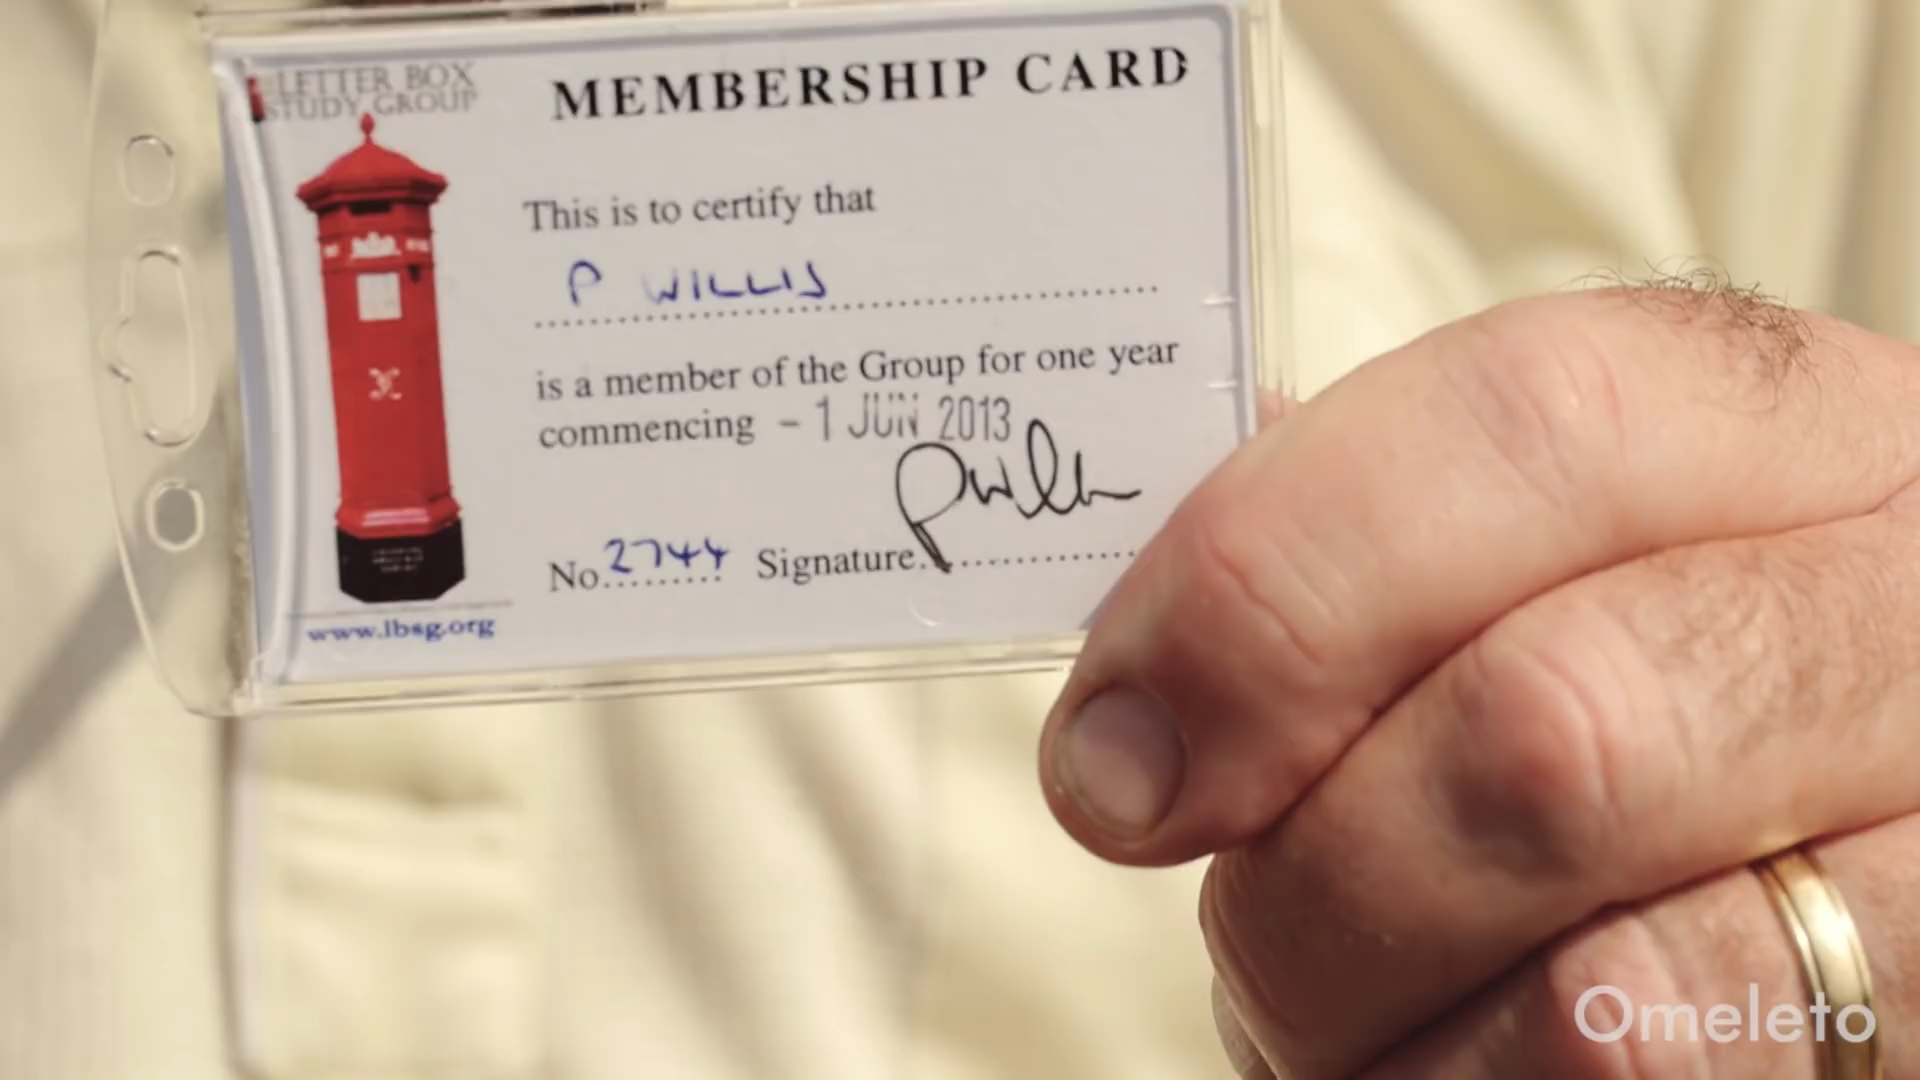 LETTER BOX
STUDY GROUP
MEMBERSHIP CARD
This is to certify that
P WILLIS
is a member of the Group for one year
commencing - 1 JUN 2013
No. 2744 Signature.
www.lbsg.org
Omeleto